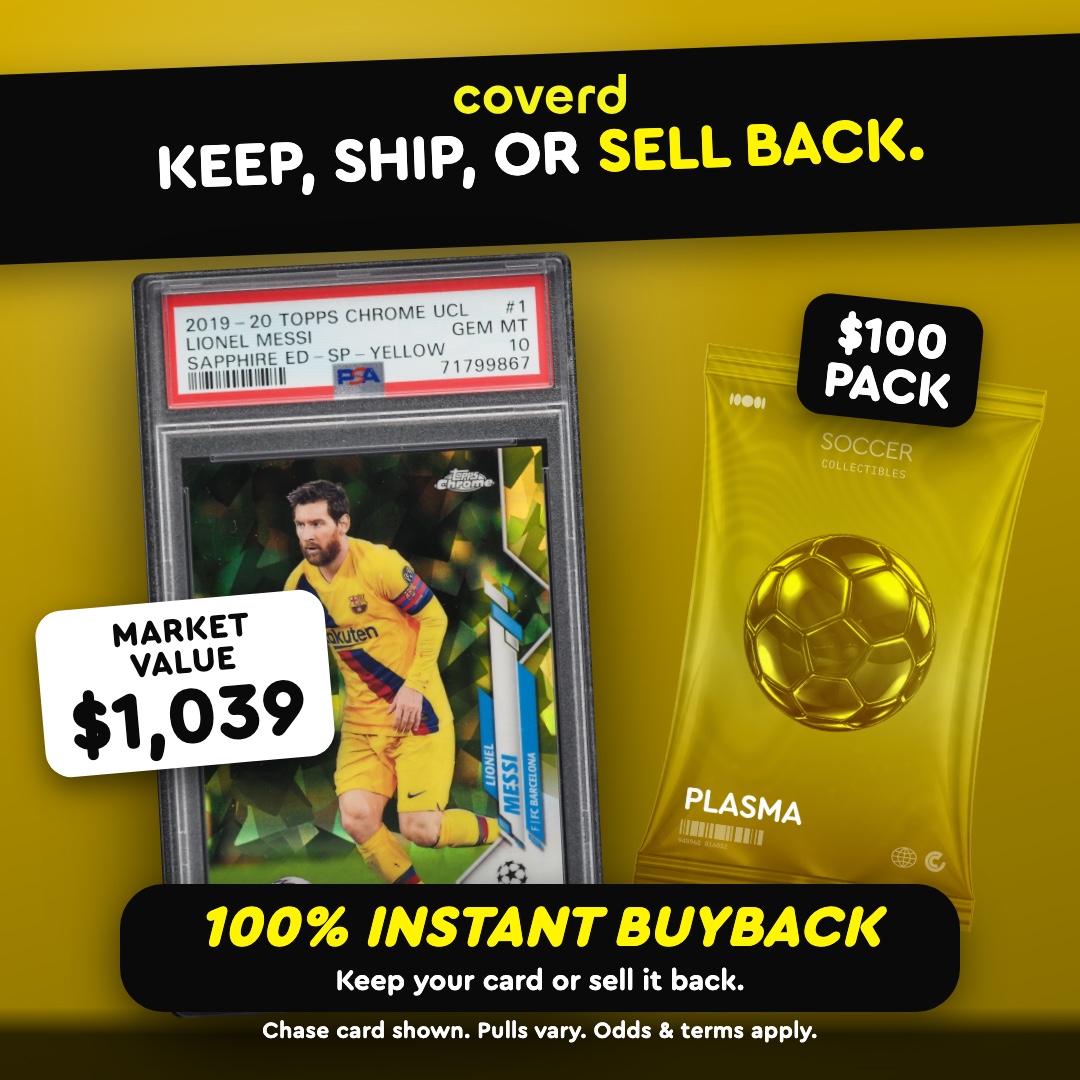 coverd
KEEP, SHIP, OR SELL BACK.
2019-20 TOPPS CHROME UCL #1
LIONEL MESSI GEM MT
SAPPHIRE ED-SP-YELLOW 10
PSA 71799867
$100
PACK
SOCCER
COLLECTIBLES
Topps
Chrome
Rakuten
MARKET
VALUE
$1,039
LIONEL
MESSI
F | FC BARCELONA
PLASMA
100% INSTANT BUYBACK
Keep your card or sell it back.
Chase card shown. Pulls vary. Odds & terms apply.